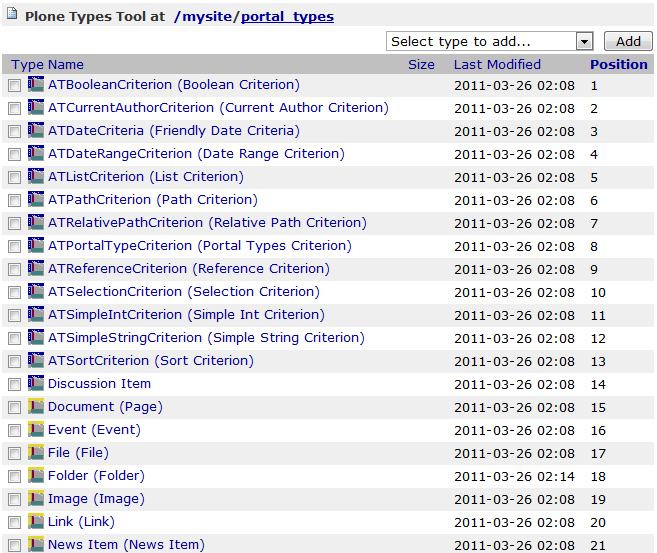 Plone Types Tool at /mysite/portal_types
Select type to add... Add
Type Name Size Last Modified Position
ATBooleanCriterion (Boolean Criterion) 2011-03-26 02:08 1
ATCurrentAuthorCriterion (Current Author Criterion) 2011-03-26 02:08 2
ATDateCriteria (Friendly Date Criteria) 2011-03-26 02:08 3
ATDateRangeCriterion (Date Range Criterion) 2011-03-26 02:08 4
ATListCriterion (List Criterion) 2011-03-26 02:08 5
ATPathCriterion (Path Criterion) 2011-03-26 02:08 6
ATRelativePathCriterion (Relative Path Criterion) 2011-03-26 02:08 7
ATPortalTypeCriterion (Portal Types Criterion) 2011-03-26 02:08 8
ATReferenceCriterion (Reference Criterion) 2011-03-26 02:08 9
ATSelectionCriterion (Selection Criterion) 2011-03-26 02:08 10
ATSimpleIntCriterion (Simple Int Criterion) 2011-03-26 02:08 11
ATSimpleStringCriterion (Simple String Criterion) 2011-03-26 02:08 12
ATSortCriterion (Sort Criterion) 2011-03-26 02:08 13
Discussion Item 2011-03-26 02:08 14
Document (Page) 2011-03-26 02:08 15
Event (Event) 2011-03-26 02:08 16
File (File) 2011-03-26 02:08 17
Folder (Folder) 2011-03-26 02:14 18
Image (Image) 2011-03-26 02:08 19
Link (Link) 2011-03-26 02:08 20
News Item (News Item) 2011-03-26 02:08 21